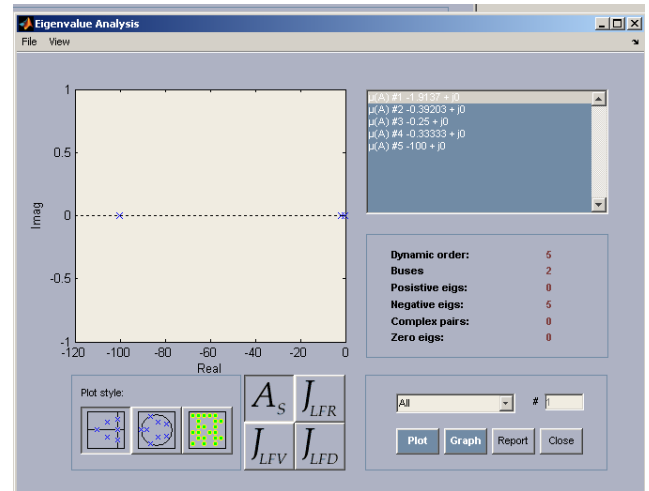 Eigenvalue Analysis
File View
1
0.5
0
-0.5
-1
Imag
-120 -100 -80 -60 -40 -20 0
Real
μ(A) #1 -1.9137 + j0
μ(A) #2 -0.39203 + j0
μ(A) #3 -0.25 + j0
μ(A) #4 -0.33333 + j0
μ(A) #5 -100 + j0
Dynamic order: 5
Buses 2
Posistive eigs: 0
Negative eigs: 5
Complex pairs: 0
Zero eigs: 0
Plot style:
A_S J_LFR
J_LFV J_LFD
All # 1
Plot Graph Report Close